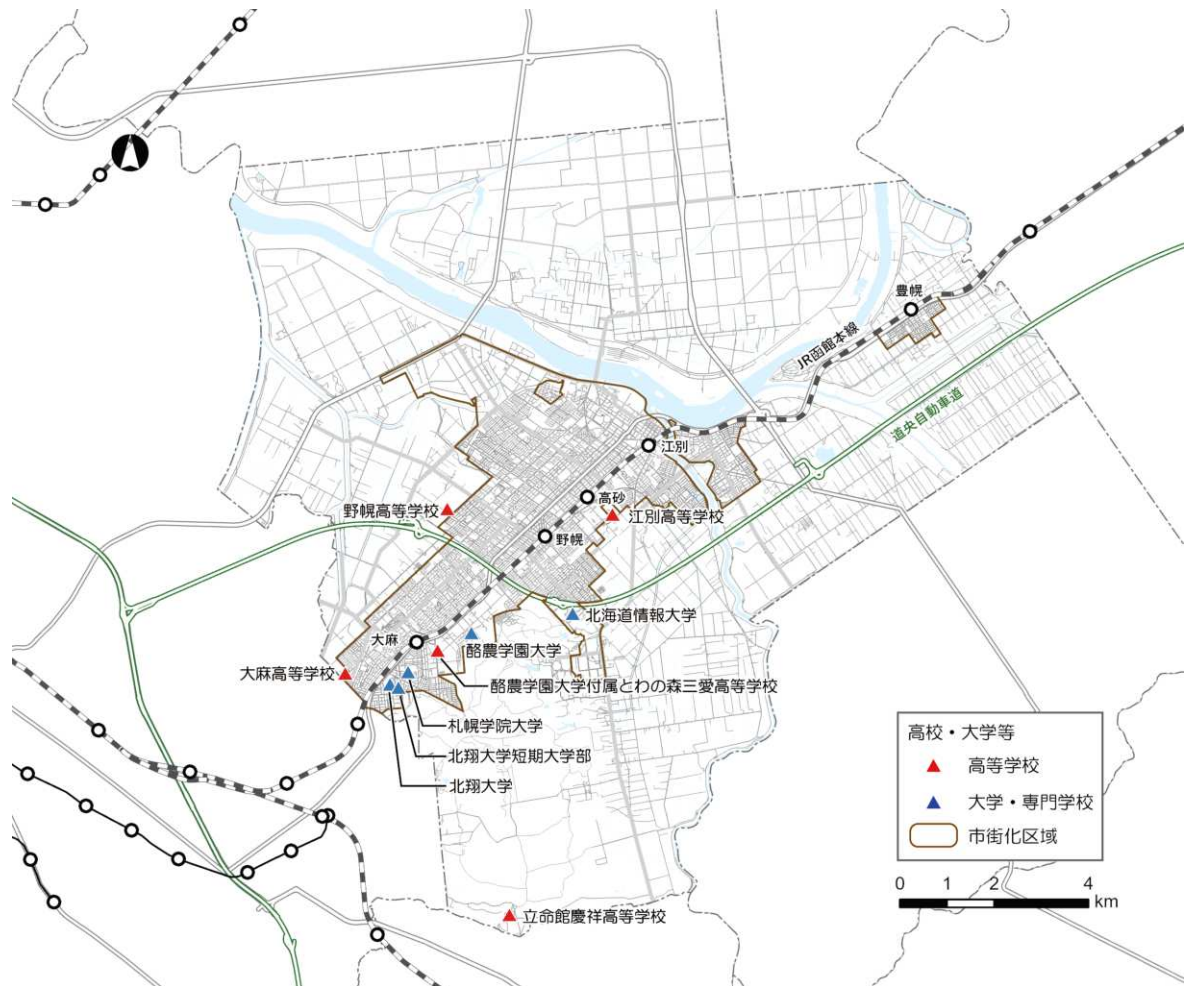 豊幌
JR函館本線
道央自動車道
江別
高砂
野幌高等学校
江別高等学校
野幌
北海道情報大学
大麻
酪農学園大学
大麻高等学校
酪農学園大学付属とわの森三愛高等学校
札幌学院大学
北翔大学短期大学部
北翔大学
立命館慶祥高等学校
高校・大学等
高等学校
大学・専門学校
市街化区域
0 1 2 4
km